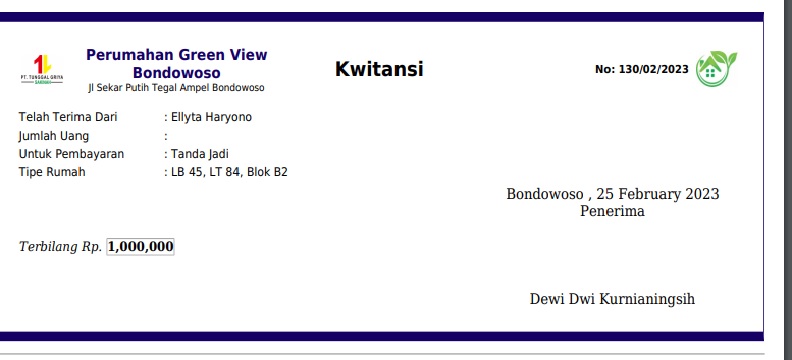 Perumahan Green View
Bondowoso
Jl Sekar Putih Tegal Ampel Bondowoso
PT. TUNGGAL GRIYA
Kwitansi
No: 130/02/2023
Telah Terima Dari : Ellyta Haryono
Jumlah Uang :
Untuk Pembayaran : Tanda Jadi
Tipe Rumah : LB 45, LT 84, Blok B2
Bondowoso , 25 February 2023
Penerima
Terbilang Rp. 1,000,000
Dewi Dwi Kurnianingsih